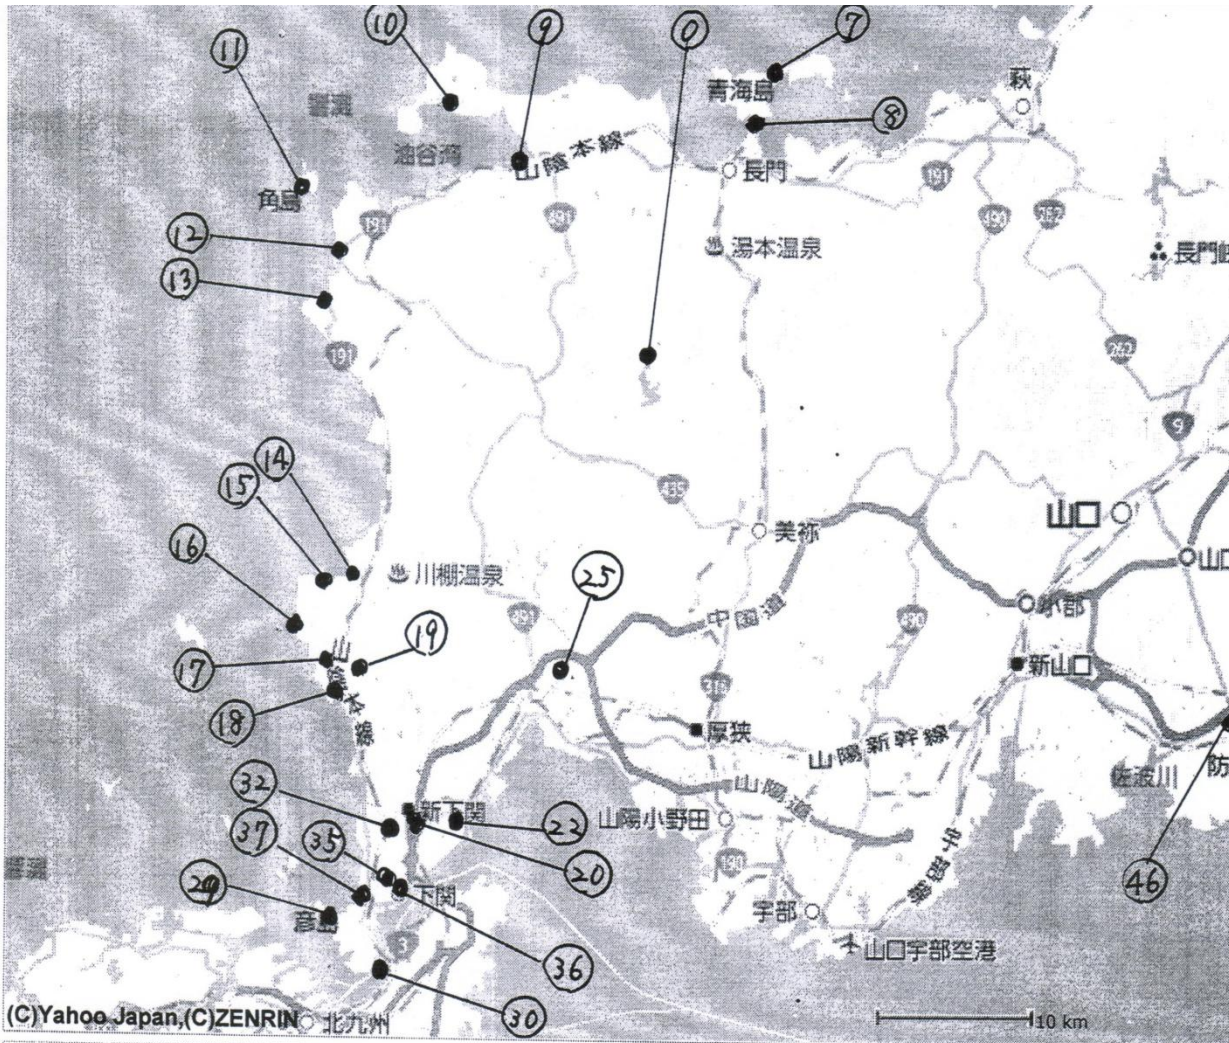 ⑩
⑨
⓪
⑦
⑪
青海島
萩
響灘
⑧
油谷湾
山陰本線
長門
191
角島
191
491
490
262
⑫
湯本温泉
長門峡
⑬
191
262
9
⑭
435
⑮
山口
美祢
⑯
川棚温泉
㉕
山口
小郡
491
中国道
490
⑲
山陰本線
新山口
⑰
316
⑱
厚狭
山陽新幹線
佐波川
防
㉜
新下関
山陽道
山陽小野田
㊲
㉟
⑳
190
宇部線
㊻
響灘
下関
彦島
宇部
3
山口宇部空港
㊱
(C)Yahoo Japan,(C)ZENRIN
北九州
㉚
10 km